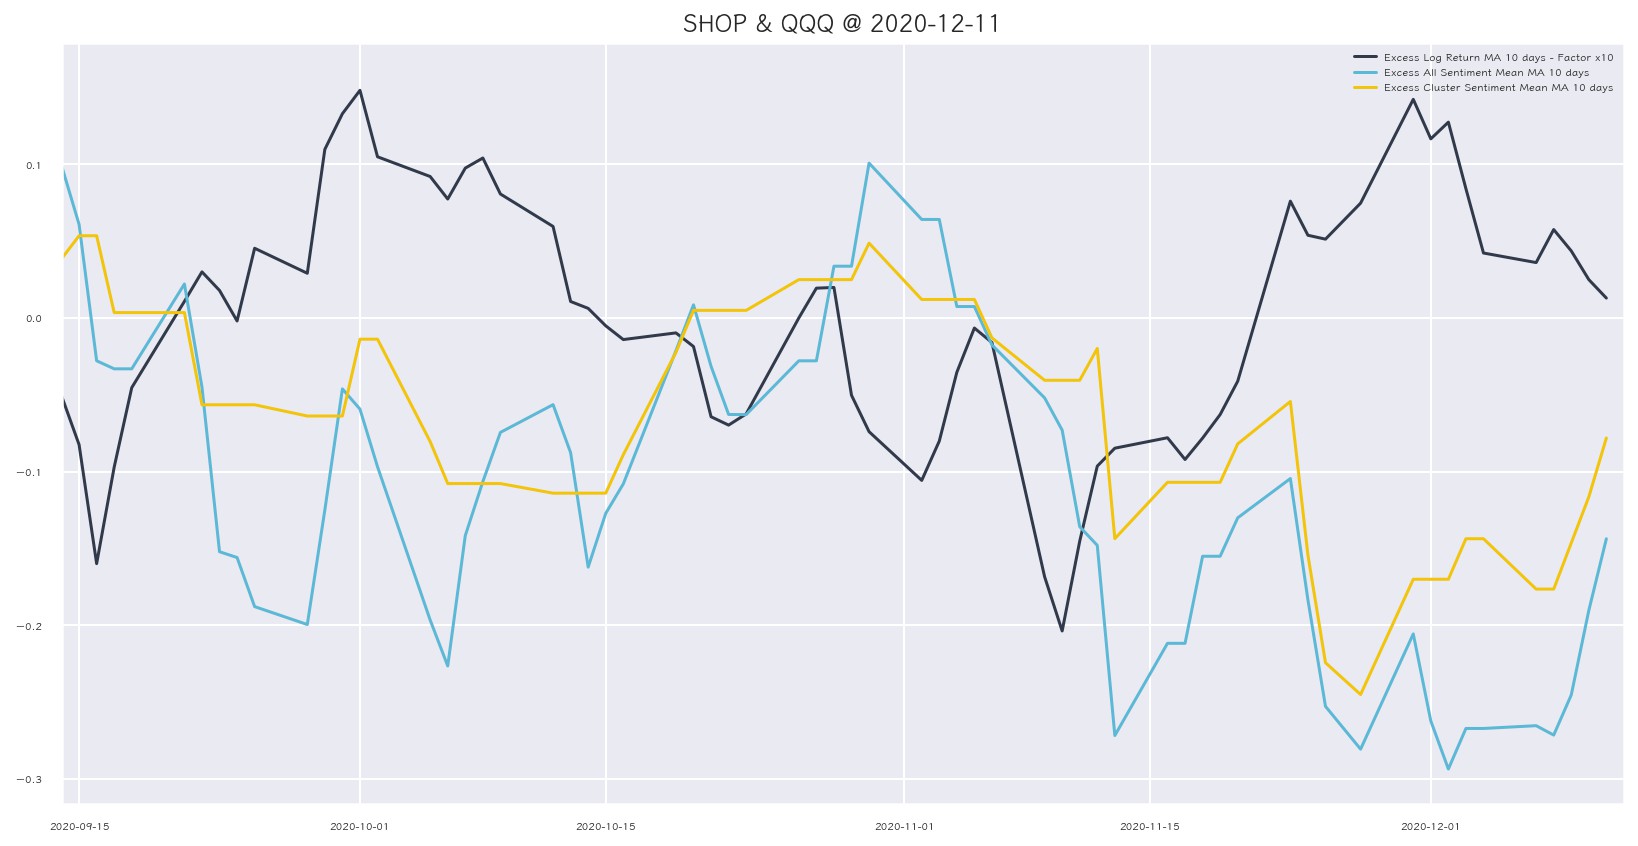 SHOP & QQQ @ 2020-12-11
Excess Log Return MA 10 days - Factor x10
Excess All Sentiment Mean MA 10 days
Excess Cluster Sentiment Mean MA 10 days
0.1
0.0
−0.1
−0.2
−0.3
2020-09-15 2020-10-01 2020-10-15 2020-11-01 2020-11-15 2020-12-01